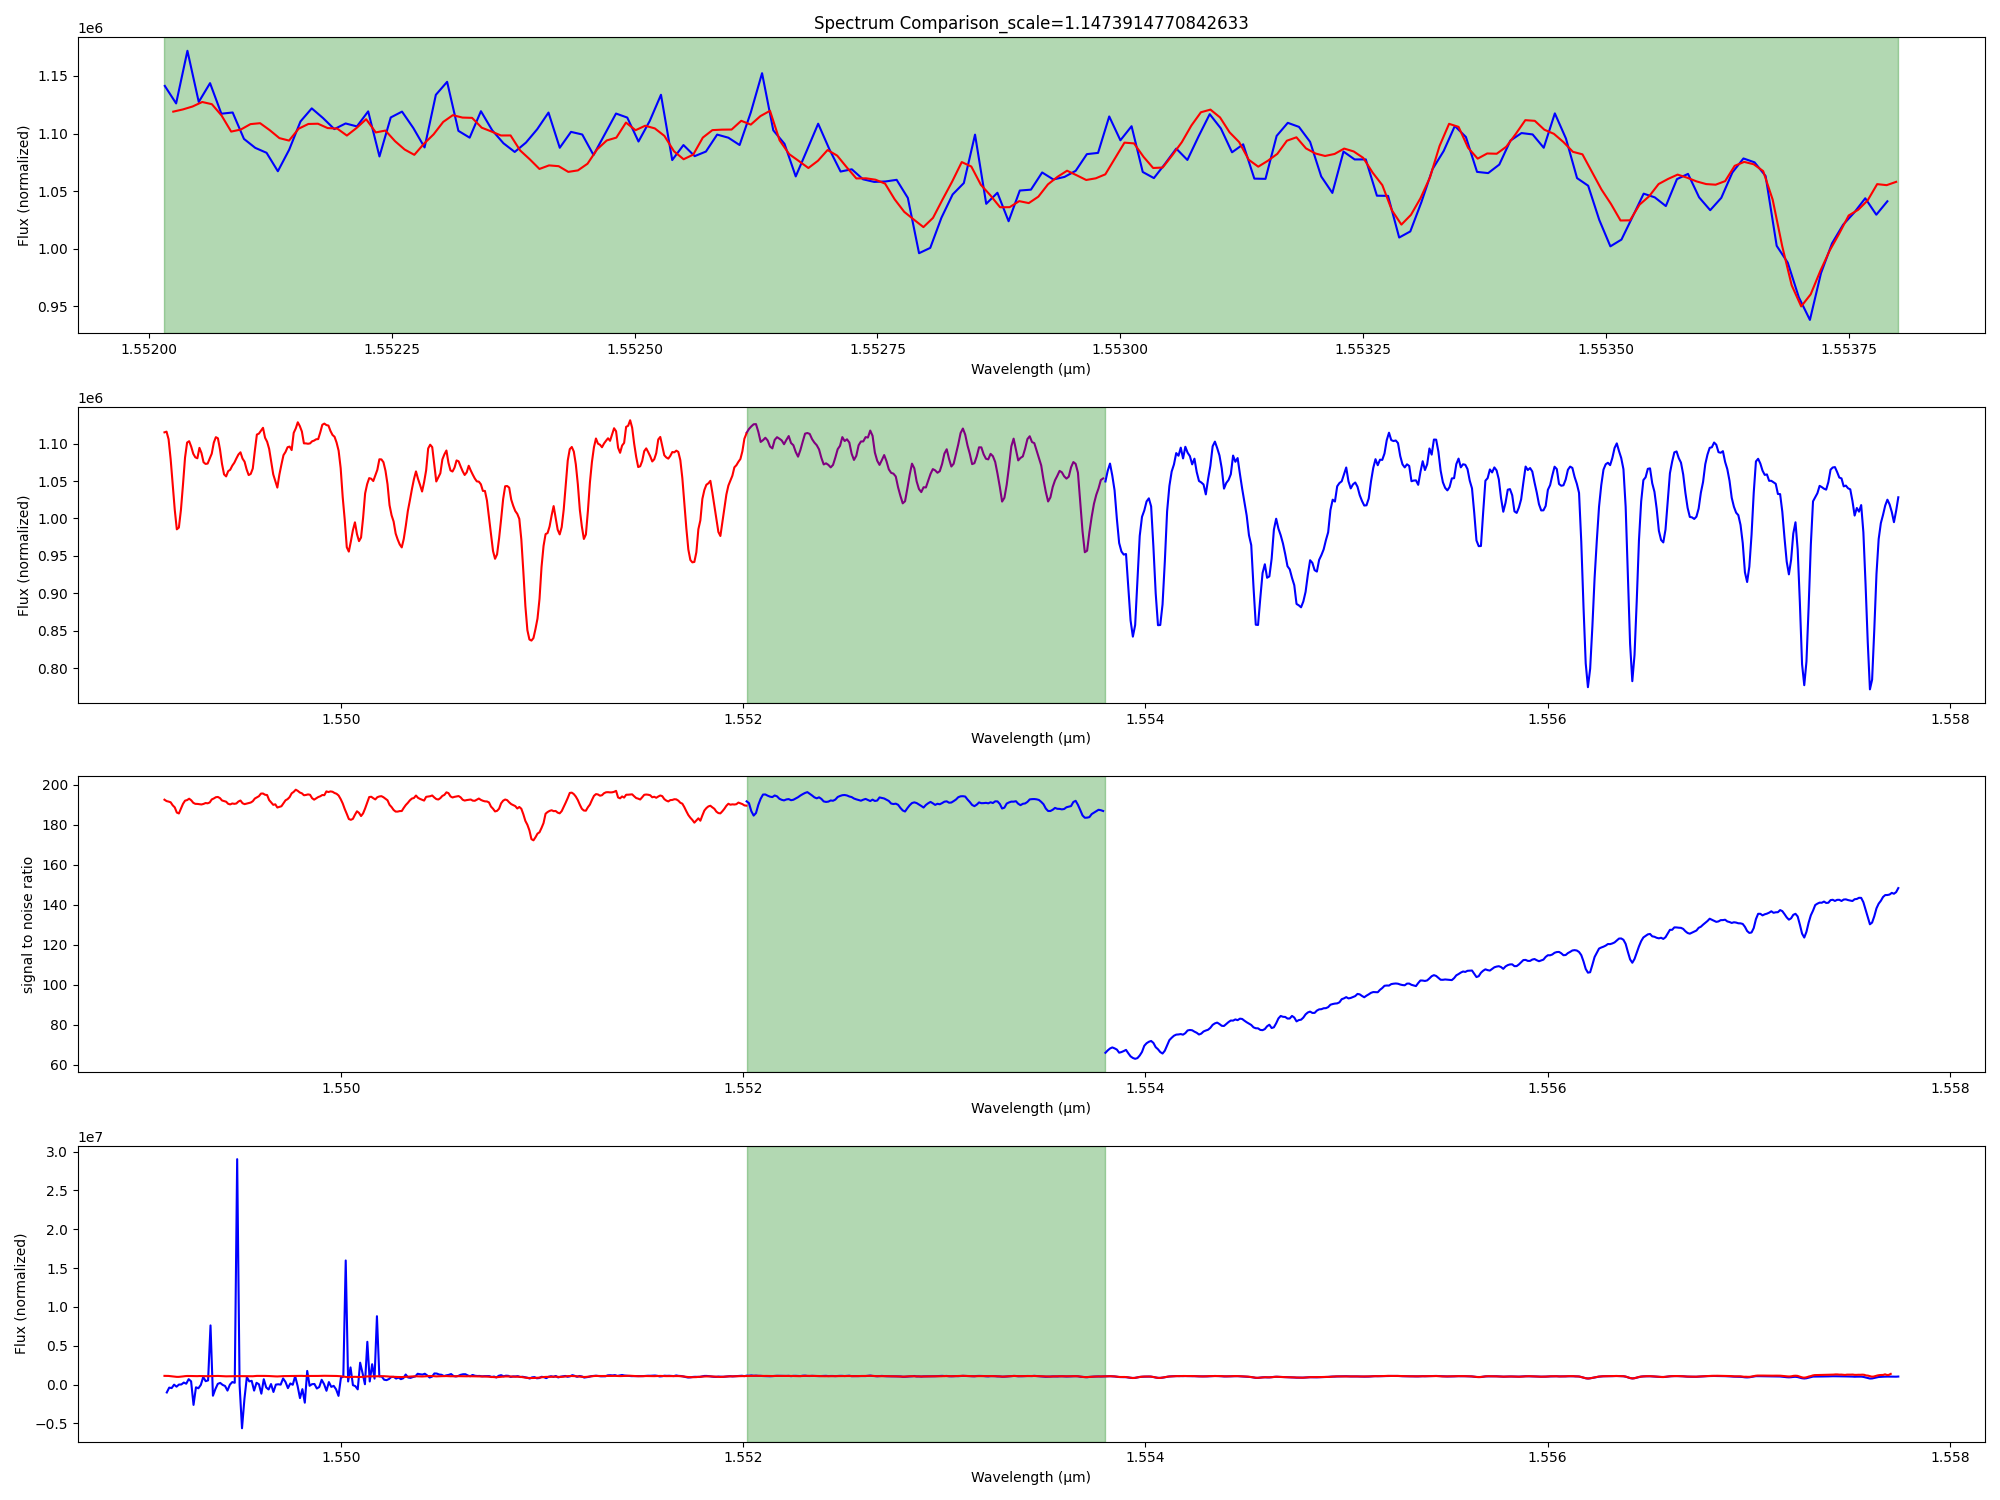 Spectrum Comparison_scale=1.1473914770842633
1e6
1.15
1.10
1.05
1.00
0.95
Flux (normalized)
1.55200 1.55225 1.55250 1.55275 1.55300 1.55325 1.55350 1.55375
Wavelength (μm)
1e6
1.10
1.05
1.00
0.95
0.90
0.85
0.80
Flux (normalized)
1.550 1.552 1.554 1.556 1.558
Wavelength (μm)
200
180
160
140
120
100
80
60
signal to noise ratio
1.550 1.552 1.554 1.556 1.558
Wavelength (μm)
1e7
3.0
2.5
2.0
1.5
1.0
0.5
0.0
−0.5
Flux (normalized)
1.550 1.552 1.554 1.556 1.558
Wavelength (μm)